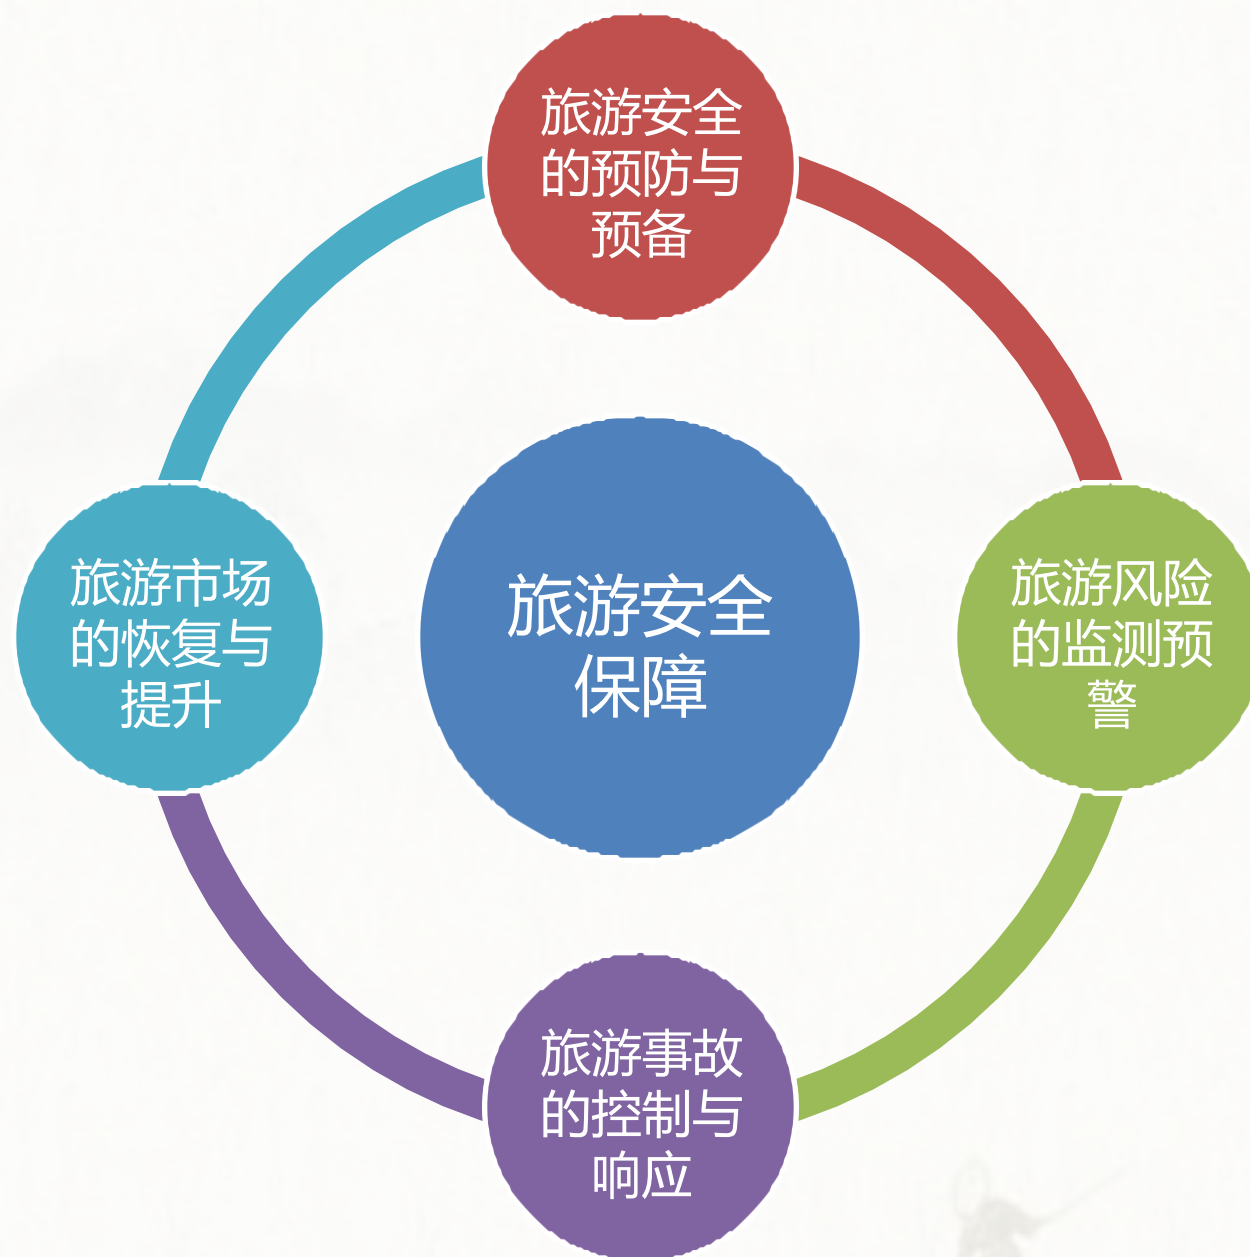 旅游安全
的预防与
预备
旅游市场
的恢复与
提升
旅游安全
保障
旅游风险
的监测预
警
旅游事故
的控制与
响应